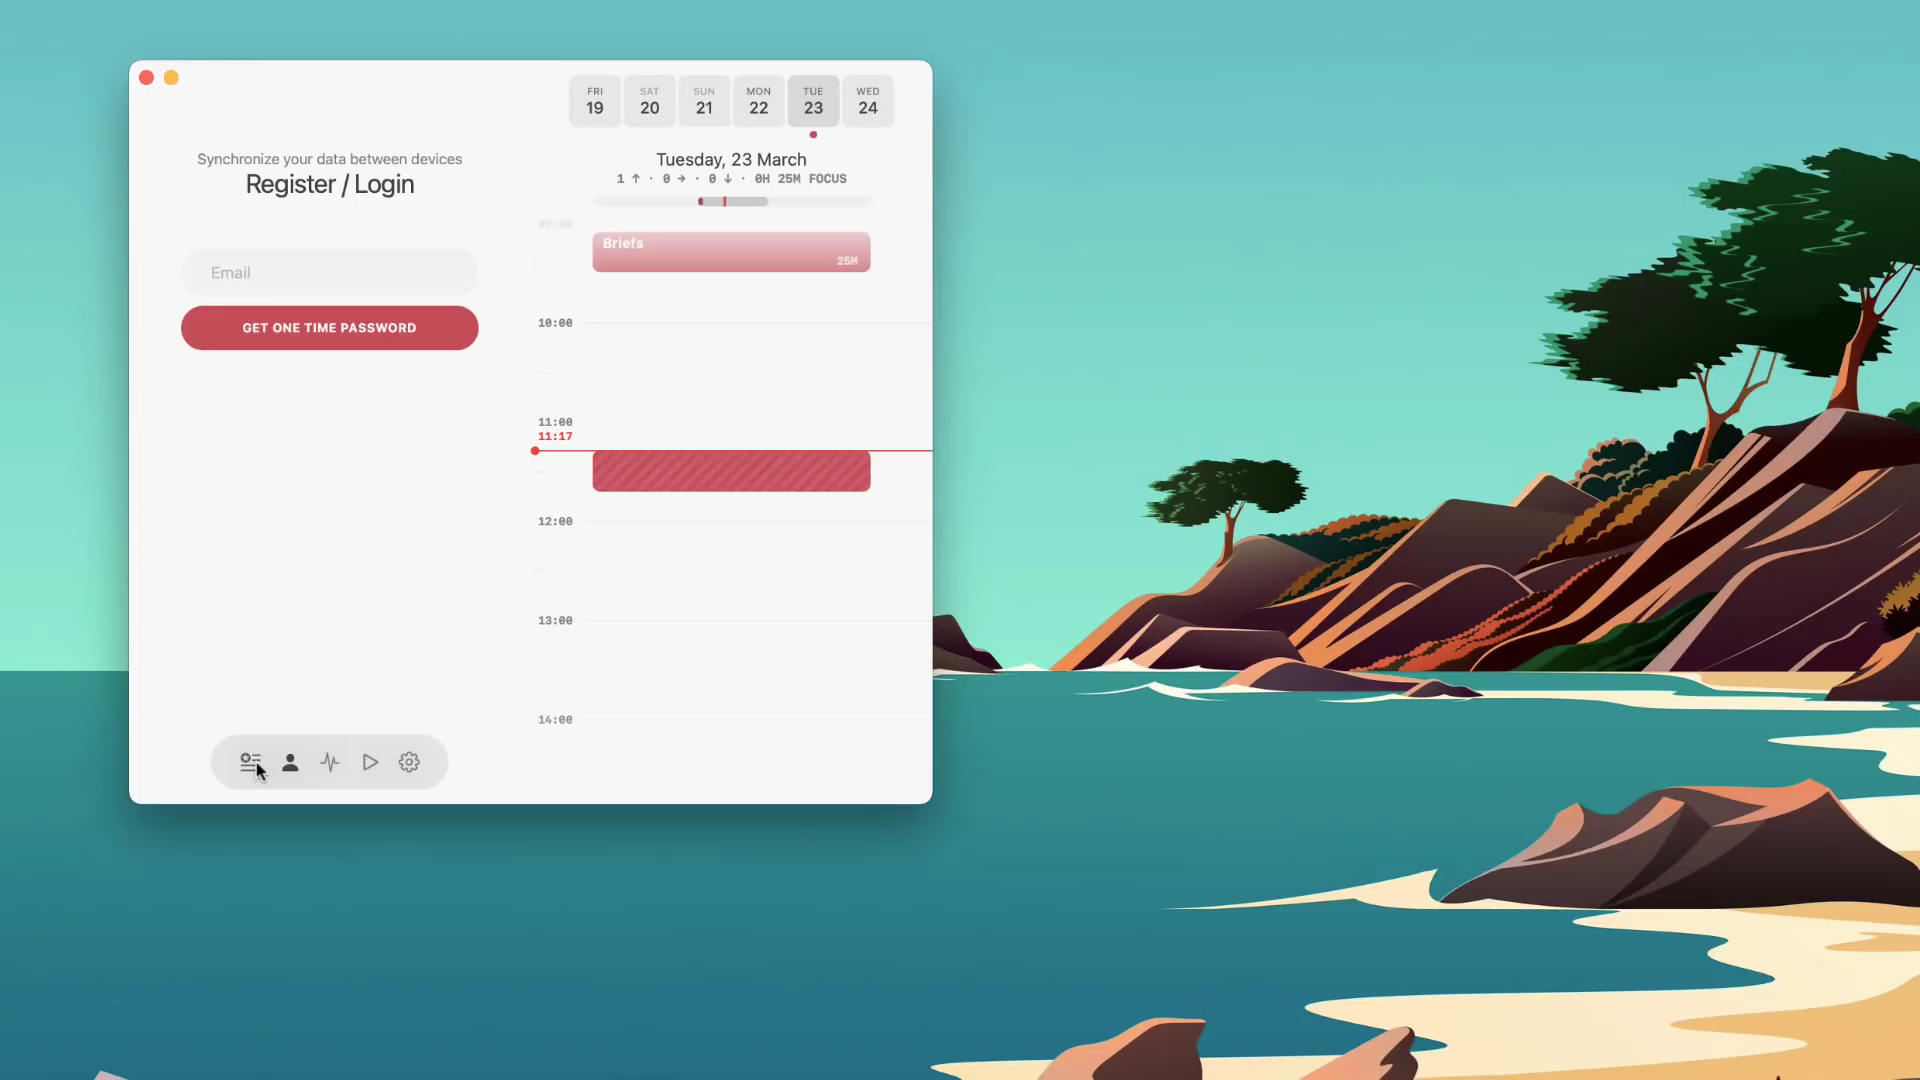 FRI
19
SAT
20
SUN
21
MON
22
TUE
23
WED
24
Synchronize your data between devices
Register / Login
Email
GET ONE TIME PASSWORD
Tuesday, 23 March
1 ↑ · 0 → · 0 ↓ · 0H 25M FOCUS
09:00
Briefs
25M
10:00
11:00
11:17
12:00
13:00
14:00